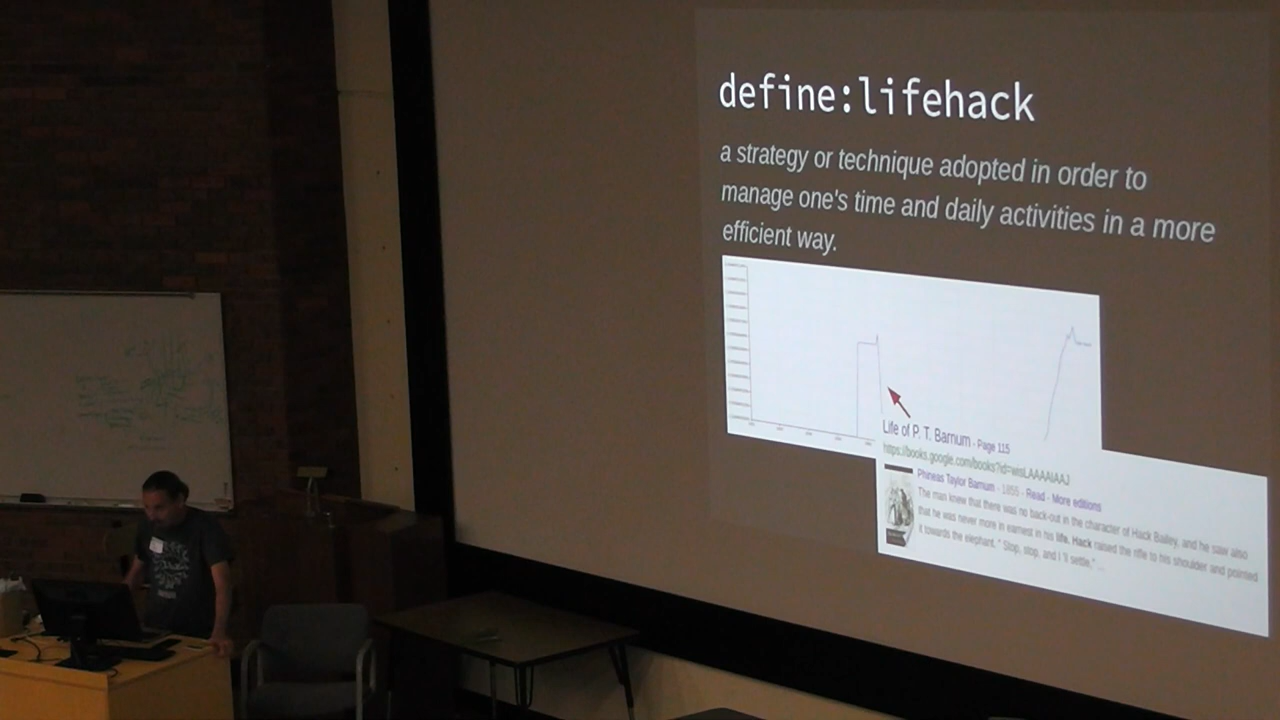 define:lifehack
a strategy or technique adopted in order to
manage one's time and daily activities in a more
efficient way.
Life of P. T. Barnum - Page 115
https://books.google.com/books?id=wisLAAAAIAAJ
Phineas Taylor Barnum - 1855 - Read - More editions
The man knew that there was no back-out in the character of Hack Bailey, and he saw also
that he was never more in earnest in his life. Hack raised the rifle to his shoulder and pointed
it towards the elephant. " Stop, stop, and I 'll settle," ...